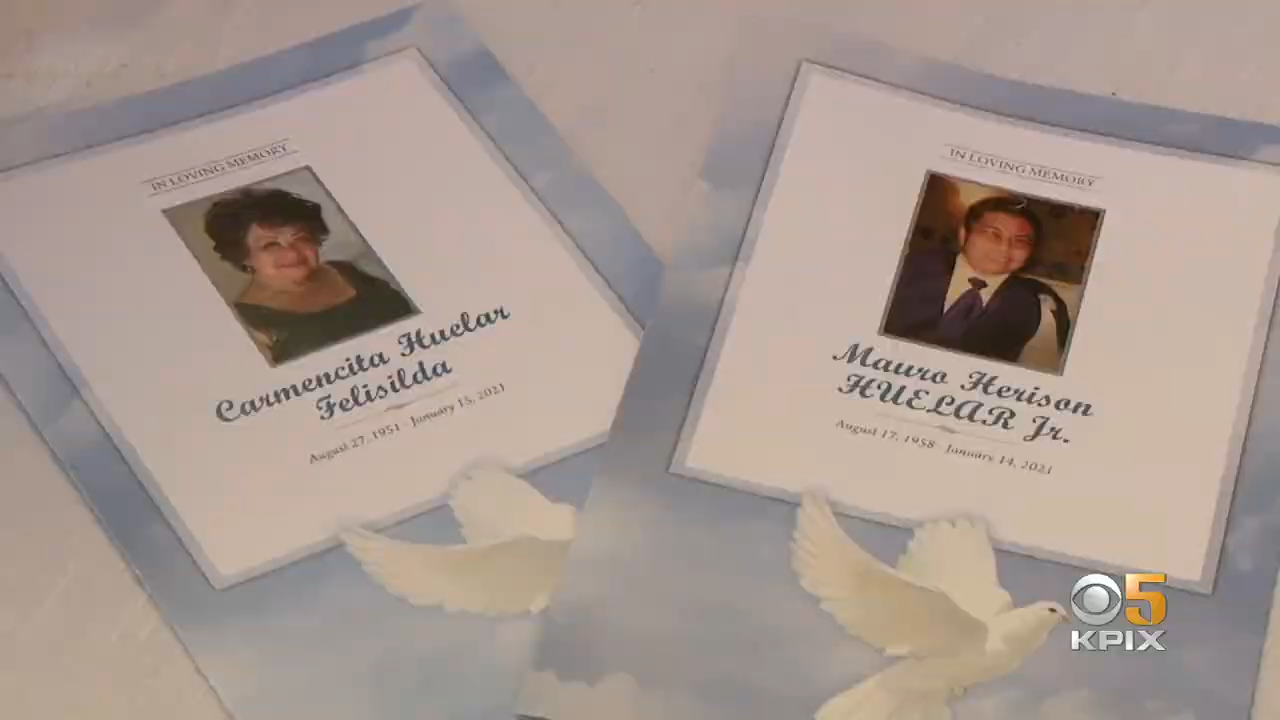 IN LOVING MEMORY
Carmencita Huelar
Felisilda
August 27, 1951 - January 15, 2021
IN LOVING MEMORY
Mauro Herison
HUELAR Jr.
August 17, 1958 - January 14, 2021
5
KPIX